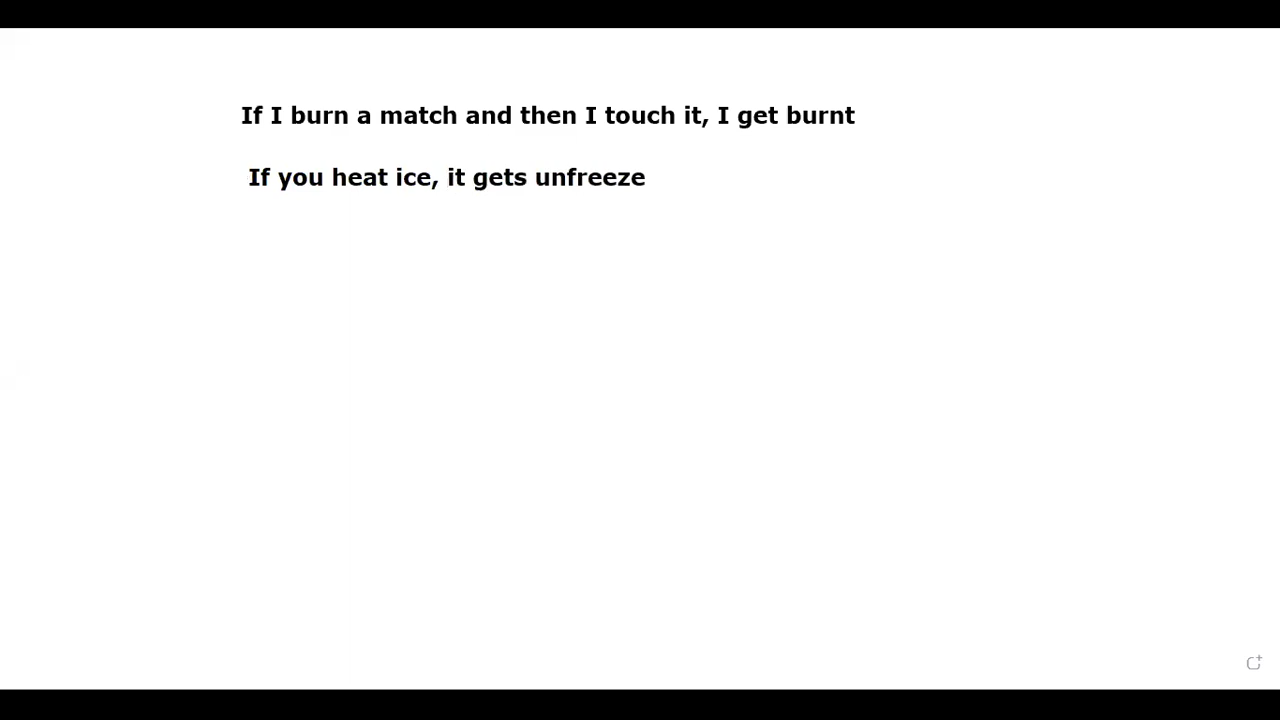 If I burn a match and then I touch it, I get burnt
If you heat ice, it gets unfreeze